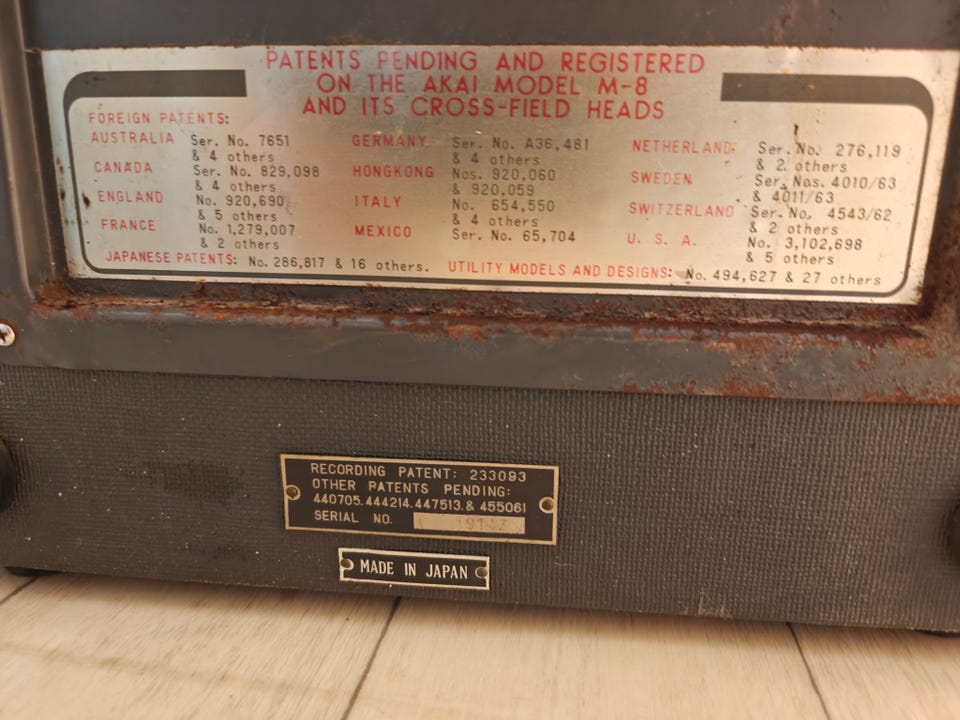 PATENTS PENDING AND REGISTERED
ON THE AKAI MODEL M-8
AND ITS CROSS-FIELD HEADS
FOREIGN PATENTS:
AUSTRALIA Ser. No. 7651
& 4 others
CANADA Ser. No. 829,098
& 4 others
ENGLAND No. 920,690
& 5 others
FRANCE No. 1,279,007
& 2 others
GERMANY Ser. No. A36,481
& 4 others
HONGKONG Nos. 920,060
& 920,059
ITALY No. 654,550
& 4 others
MEXICO Ser. No. 65,704
NETHERLAND: Ser. No. 276,119
& 2 others
SWEDEN Ser. Nos. 4010/63
& 4011/63
SWITZERLAND Ser. No. 4543/62
& 2 others
U. S. A. No. 3,102,698
& 5 others
JAPANESE PATENTS: No. 286,817 & 16 others. UTILITY MODELS AND DESIGNS: No. 494,627 & 27 others
RECORDING PATENT: 233093
OTHER PATENTS PENDING:
440705.444214.447513.& 455061
SERIAL NO.
MADE IN JAPAN